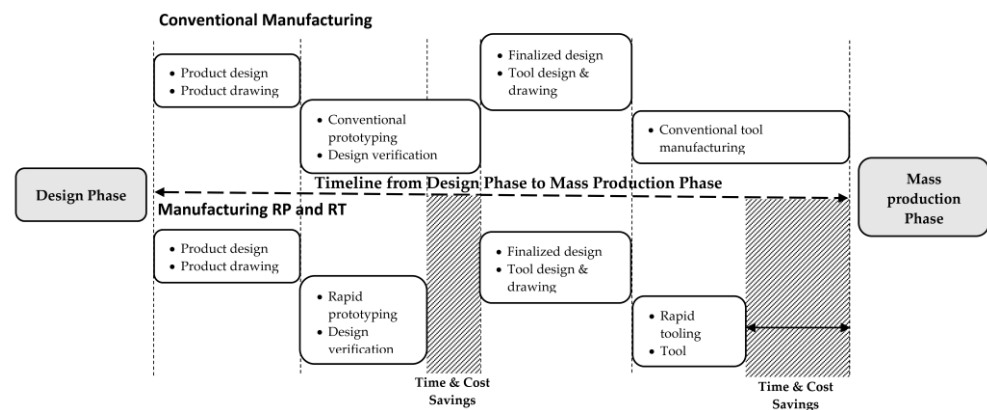 Conventional Manufacturing
• Product design
• Product drawing
• Conventional
prototyping
• Design verification
• Finalized design
• Tool design &
drawing
• Conventional tool
manufacturing
Design Phase
Timeline from Design Phase to Mass Production Phase
Mass
production
Phase
Manufacturing RP and RT
• Product design
• Product drawing
• Rapid
prototyping
• Design
verification
• Finalized design
• Tool design &
drawing
• Rapid
tooling
• Tool
Time & Cost
Savings
Time & Cost
Savings